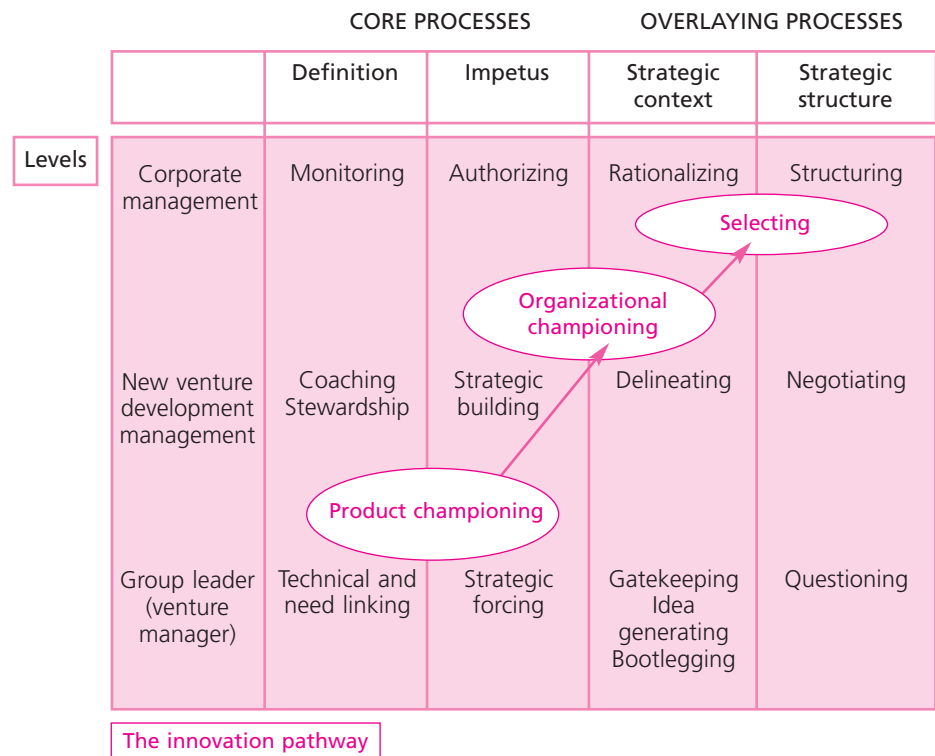 CORE PROCESSES
OVERLAYING PROCESSES
Definition
Impetus
Strategic
context
Strategic
structure
Levels
Corporate
management
Monitoring
Authorizing
Rationalizing
Structuring
Selecting
Organizational
championing
New venture
development
management
Coaching
Stewardship
Strategic
building
Delineating
Negotiating
Product championing
Group leader
(venture
manager)
Technical and
need linking
Strategic
forcing
Gatekeeping
Idea
generating
Bootlegging
Questioning
The innovation pathway